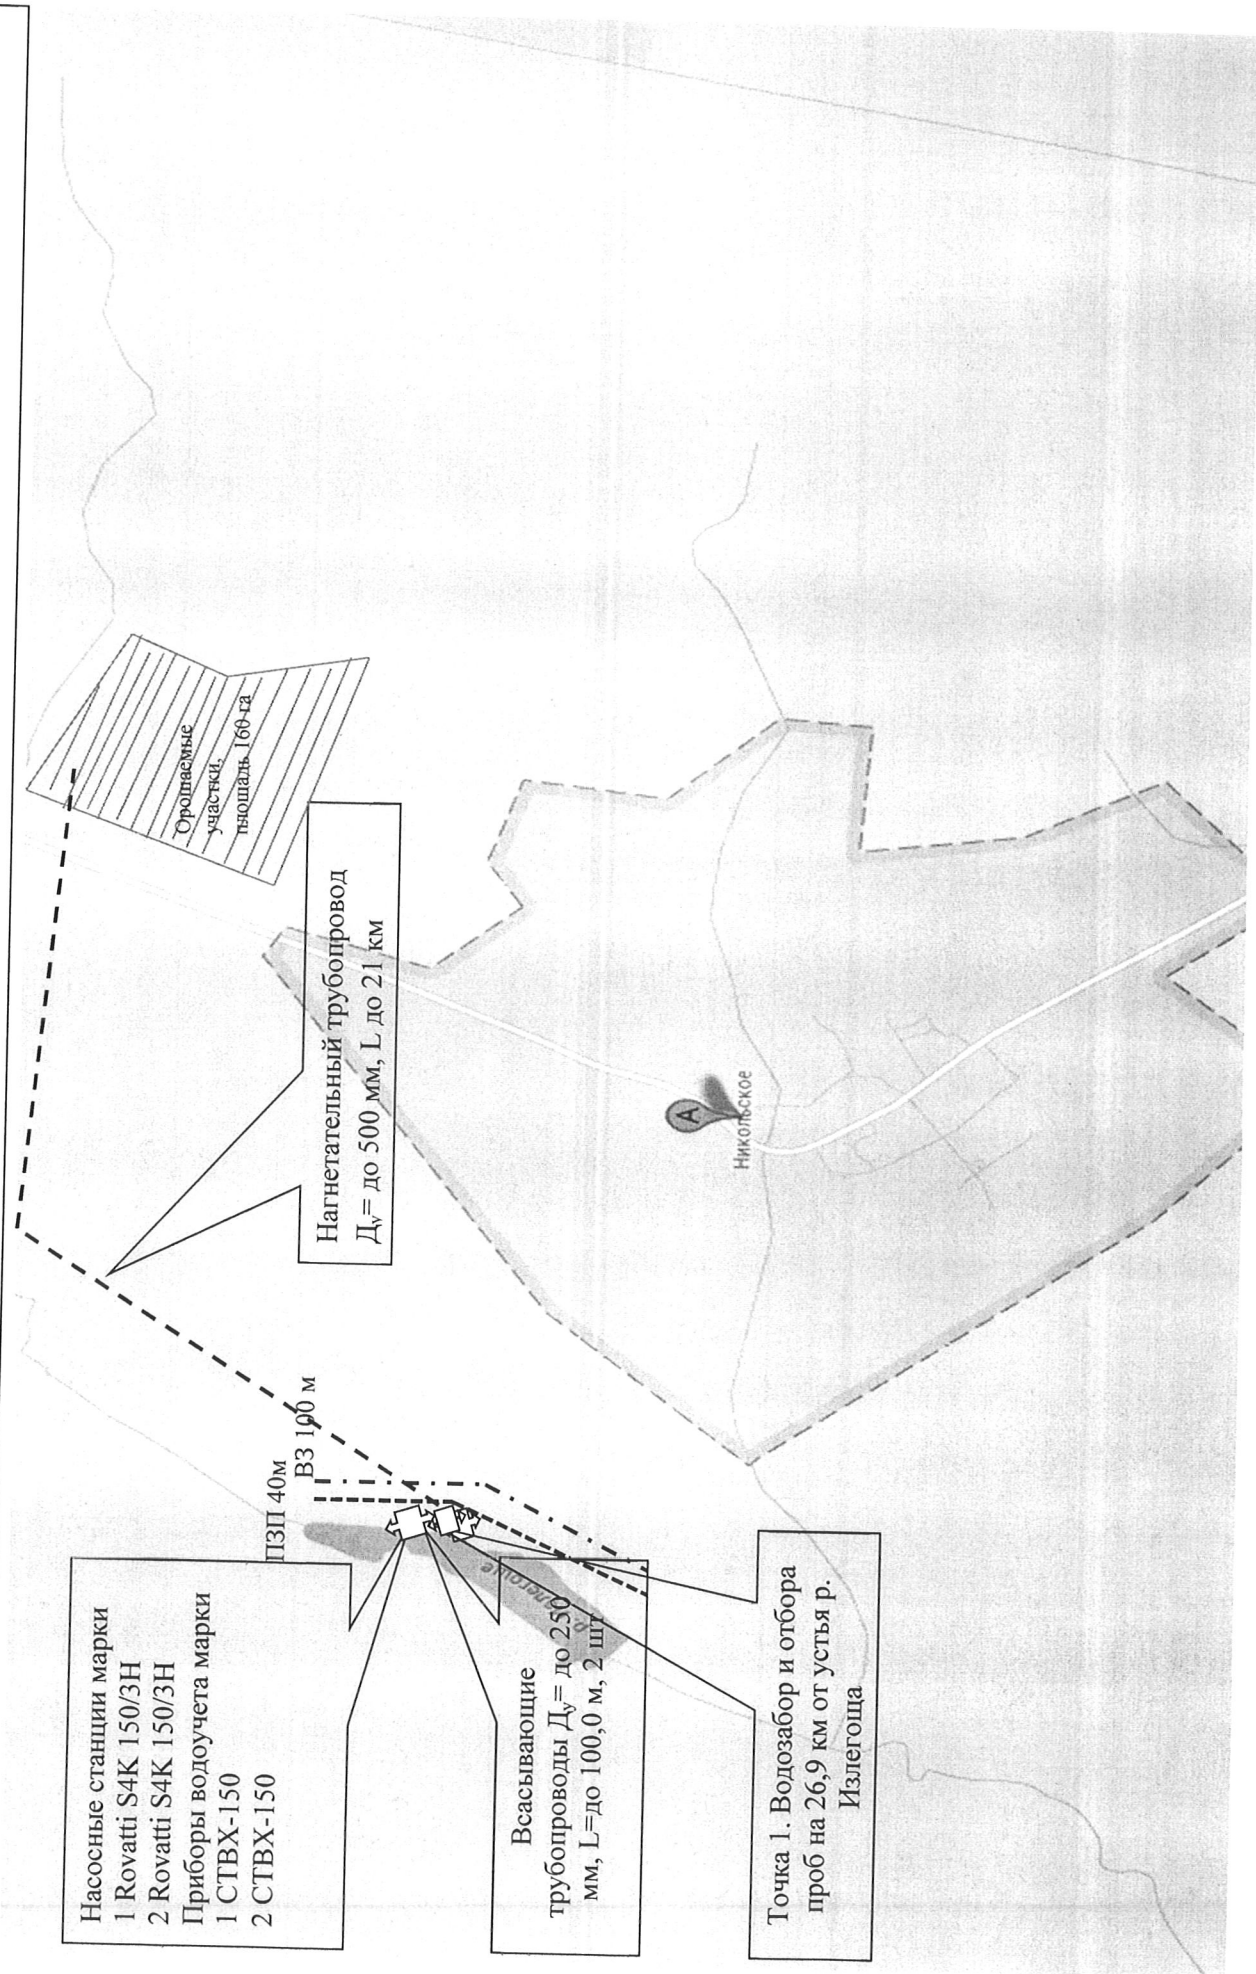 Насосные станции марки
1 Rovatti S4K 150/3H
2 Rovatti S4K 150/3H
Приборы водоучета марки
1 СТВХ-150
2 СТВХ-150
ПЗП 40м
ВЗ 100 м
Нагнетательный трубопровод
Ду= до 500 мм, L до 21 км
Орошаемые
участки,
площадь 160 га
Всасывающие
трубопроводы Ду= до 250
мм, L=до 100,0 м, 2 шт
Точка 1. Водозабор и отбора
проб на 26,9 км от устья р.
Излегоща
A
Никольское